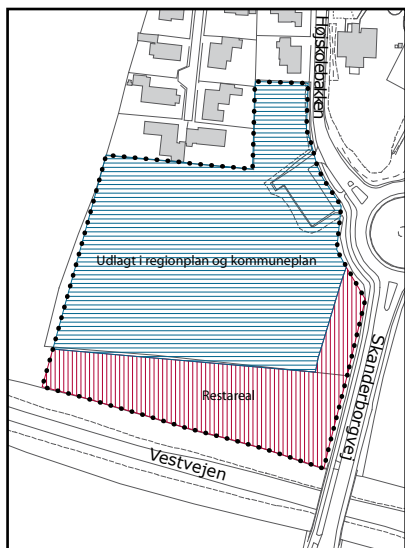 Højskolebakken
Udlagt i regionplan og kommuneplan
Restareal
Skanderborgvej
Vestvejen